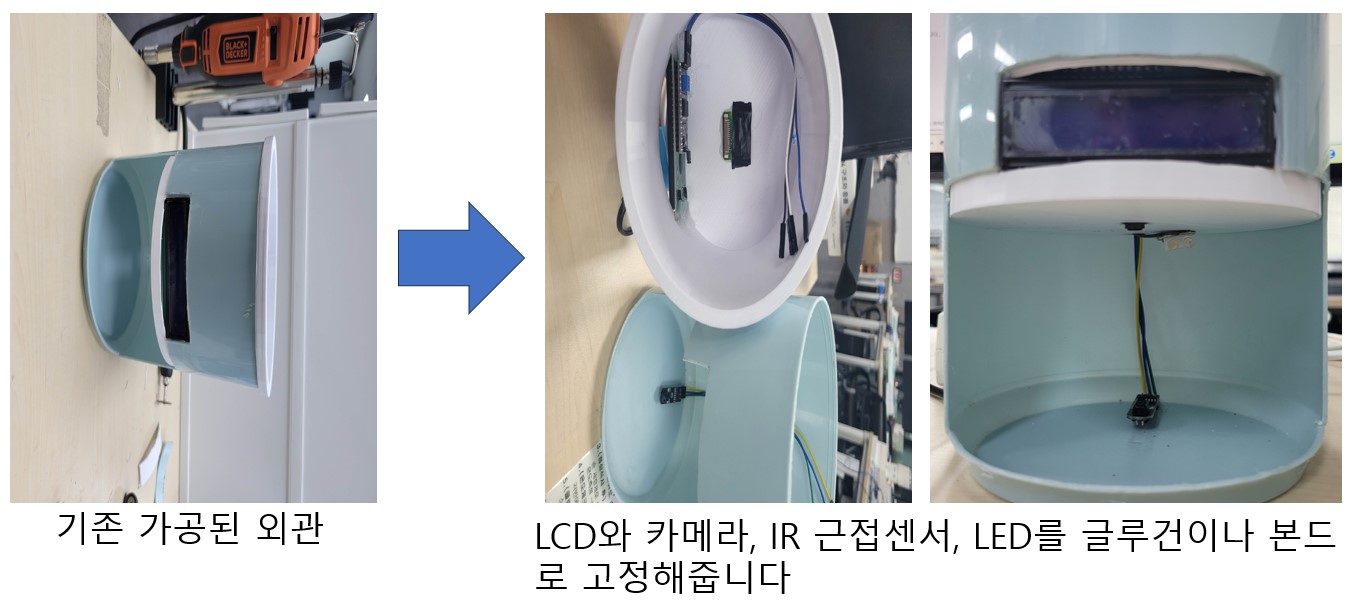 BLACK+
DECKER
기존 가공된 외관
LCD와 카메라, IR 근접센서, LED를 글루건이나 본드
로 고정해줍니다